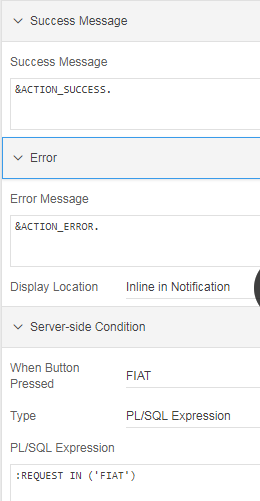 Success Message
Success Message
&ACTION_SUCCESS.
Error
Error Message
&ACTION_ERROR.
Display Location Inline in Notification
Server-side Condition
When Button
Pressed
FIAT
Type PL/SQL Expression
PL/SQL Expression
:REQUEST IN ('FIAT')